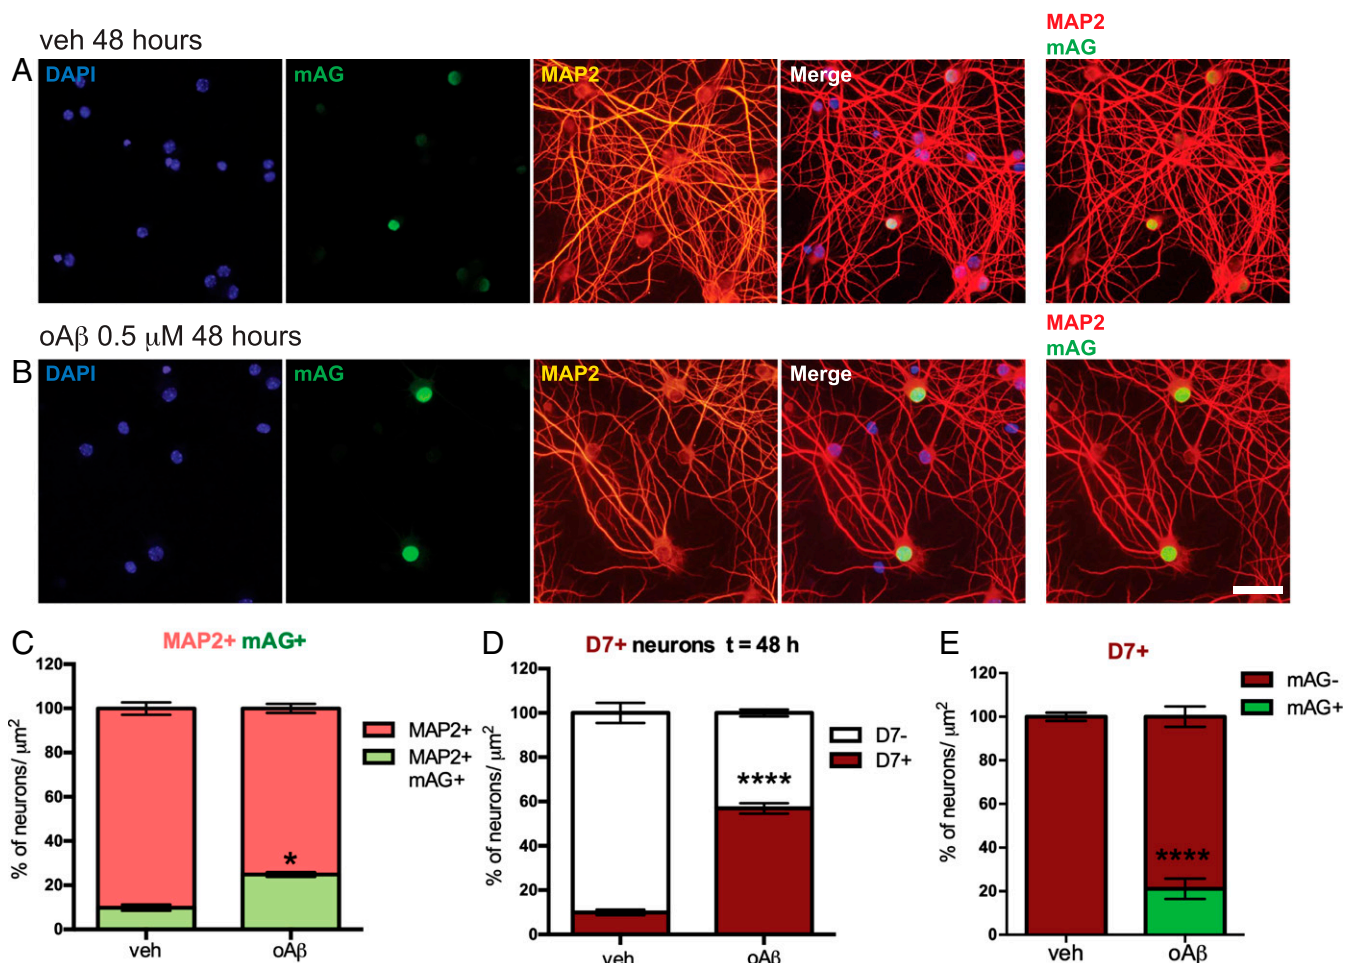 veh 48 hours
MAP2
mAG
A
DAPI
mAG
MAP2
Merge
oAβ 0.5 μM 48 hours
MAP2
mAG
B
DAPI
mAG
MAP2
Merge
C
MAP2+ mAG+
120
100
80
60
40
20
0
% of neurons/ μm²
*
veh
oAβ
MAP2+
MAP2+
mAG+
D
D7+ neurons t = 48 h
120
100
80
60
40
20
0
% of neurons/ μm²
****
veh
oAβ
D7-
D7+
E
D7+
120
100
80
60
40
20
0
% of neurons/ μm²
****
veh
oAβ
mAG-
mAG+